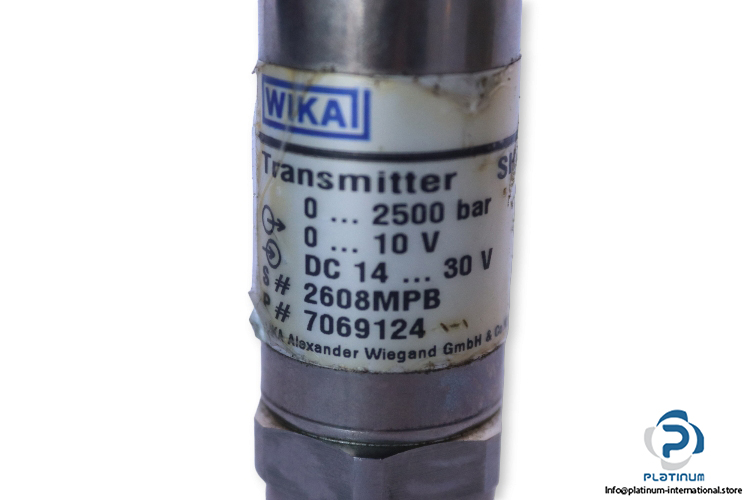 WIKA
Transmitter
0 ... 2500 bar
0 ... 10 V
DC 14 ... 30 V
S# 2608MPB
P# 7069124
Alexander Wiegand GmbH & Co
PLATINUM
Info@platinum-international.store